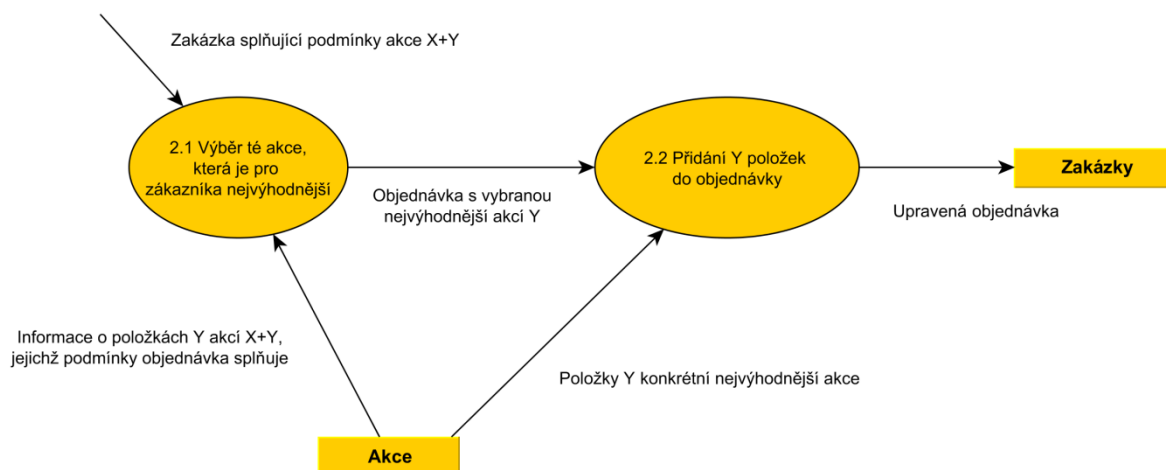 Zakázka splňující podmínky akce X+Y
2.1 Výběr té akce,
která je pro
zákazníka nejvýhodnější
Objednávka s vybranou
nejvýhodnější akcí Y
2.2 Přidání Y položek
do objednávky
Zakázky
Upravená objednávka
Informace o položkách Y akcí X+Y,
jejichž podmínky objednávka splňuje
Položky Y konkrétní nejvýhodnější akce
Akce